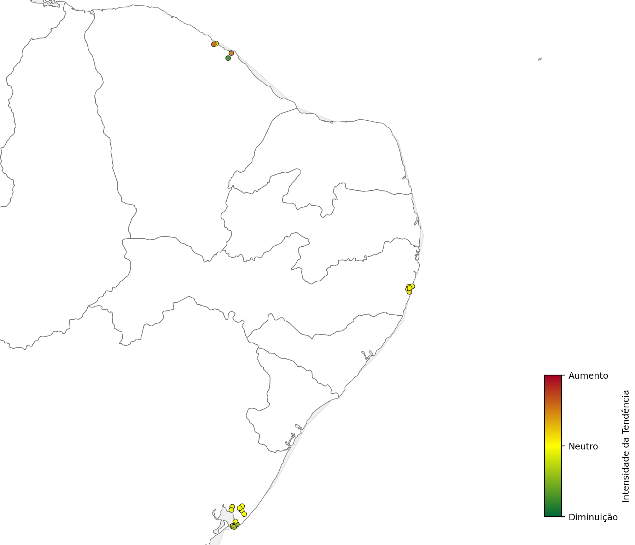 Aumento
Neutro
Diminuição
Intensidade da Tendência